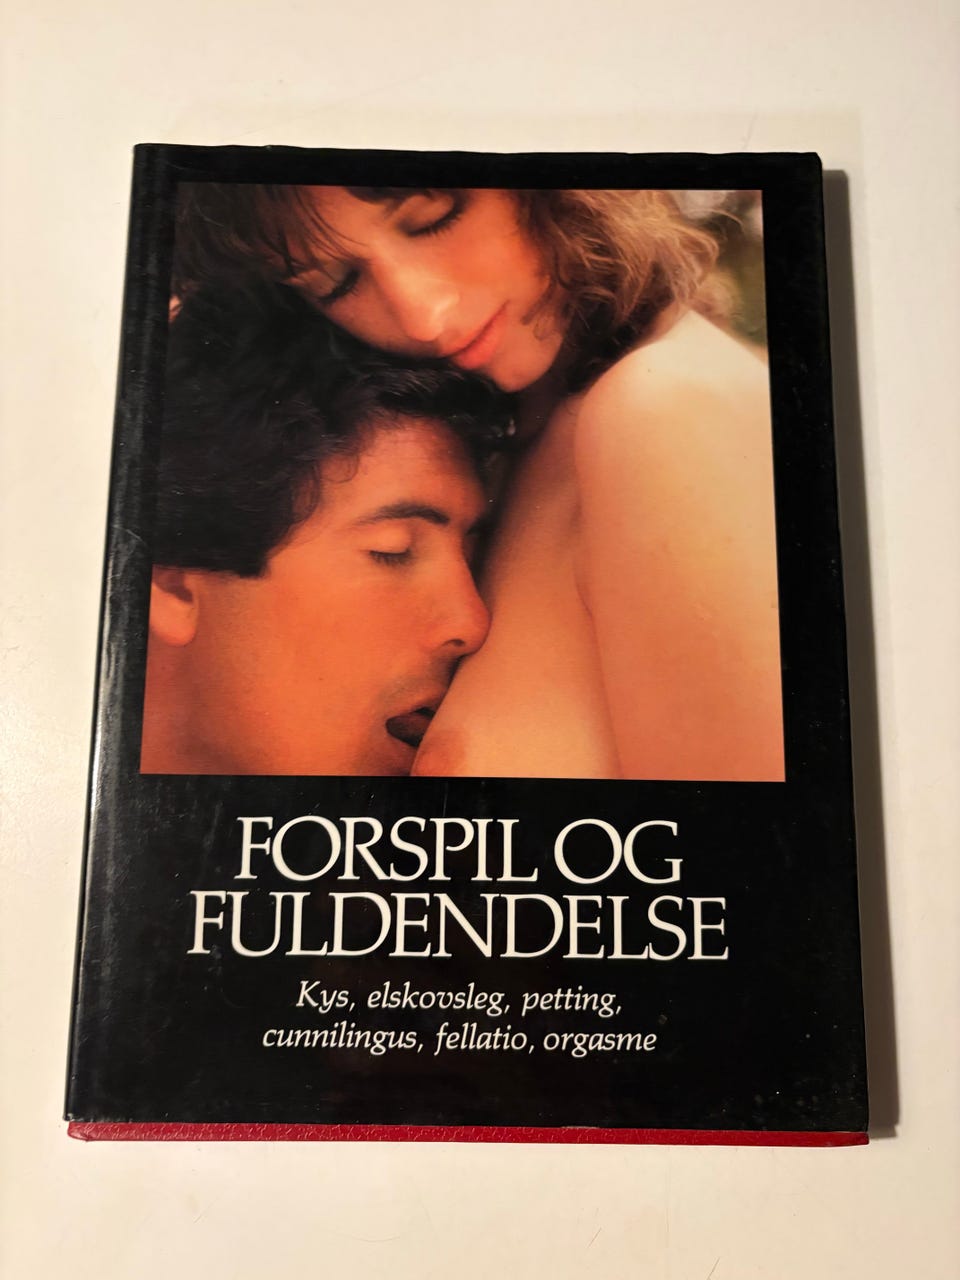 FORSPIL OG
FULDENDELSE
Kys, elskovsleg, petting,
cunnilingus, fellatio, orgasme